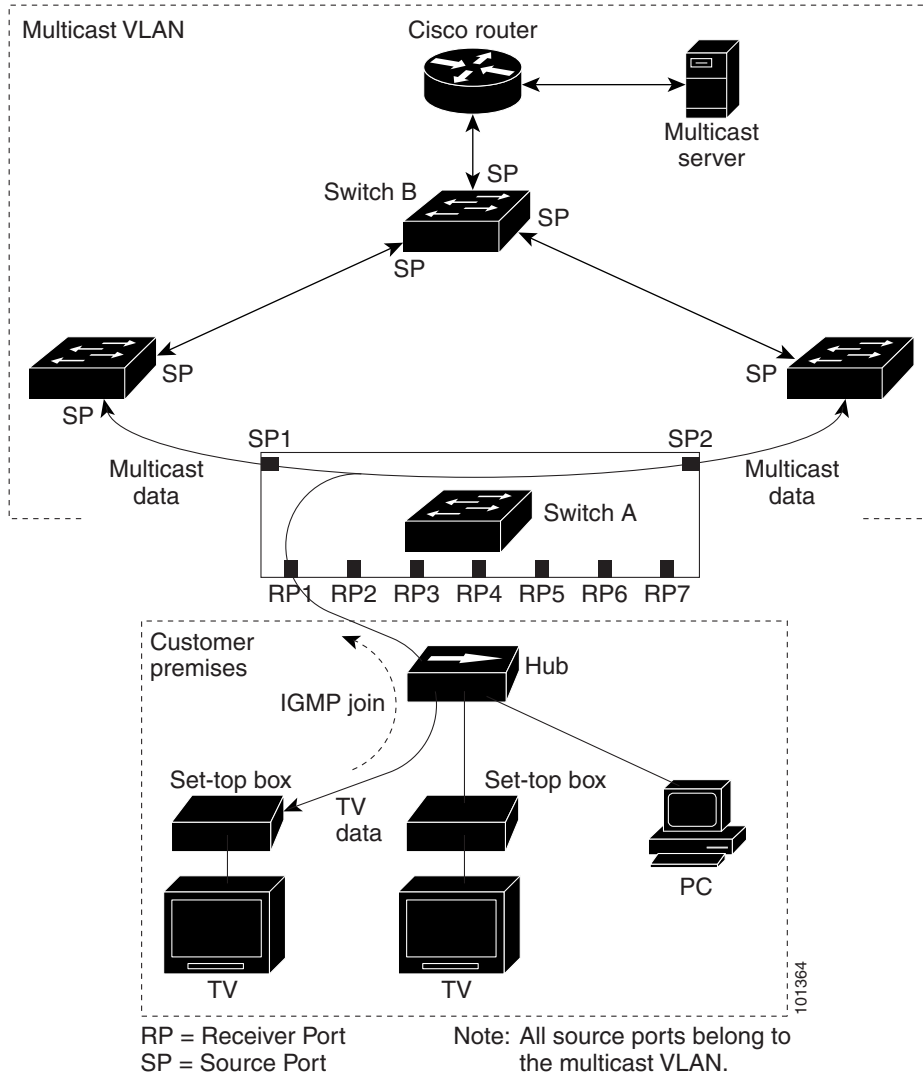 Multicast VLAN
Cisco router
Multicast
server
SP
Switch B
SP
SP
SP
SP
SP
SP1
SP2
Multicast
data
Multicast
data
Switch A
RP1
RP2
RP3
RP4
RP5
RP6
RP7
Customer
premises
Hub
IGMP join
Set-top box
Set-top box
TV
data
PC
TV
TV
101364
RP = Receiver Port
SP = Source Port
Note: All source ports belong to
the multicast VLAN.